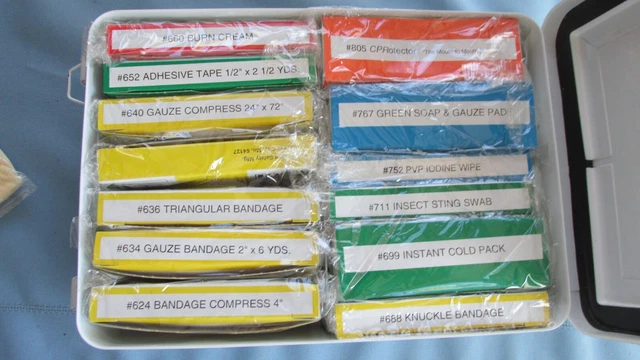 #860 BURN CREAM
#652 ADHESIVE TAPE 1/2" x 2 1/2 YDS.
#640 GAUZE COMPRESS 24" x 72"
#636 TRIANGULAR BANDAGE
#634 GAUZE BANDAGE 2" x 6 YDS.
#624 BANDAGE COMPRESS 4"
#805 CPRotector
#767 GREEN SOAP & GAUZE PAD
#752 PVP IODINE WIPE
#711 INSECT STING SWAB
#699 INSTANT COLD PACK
#688 KNUCKLE BANDAGE